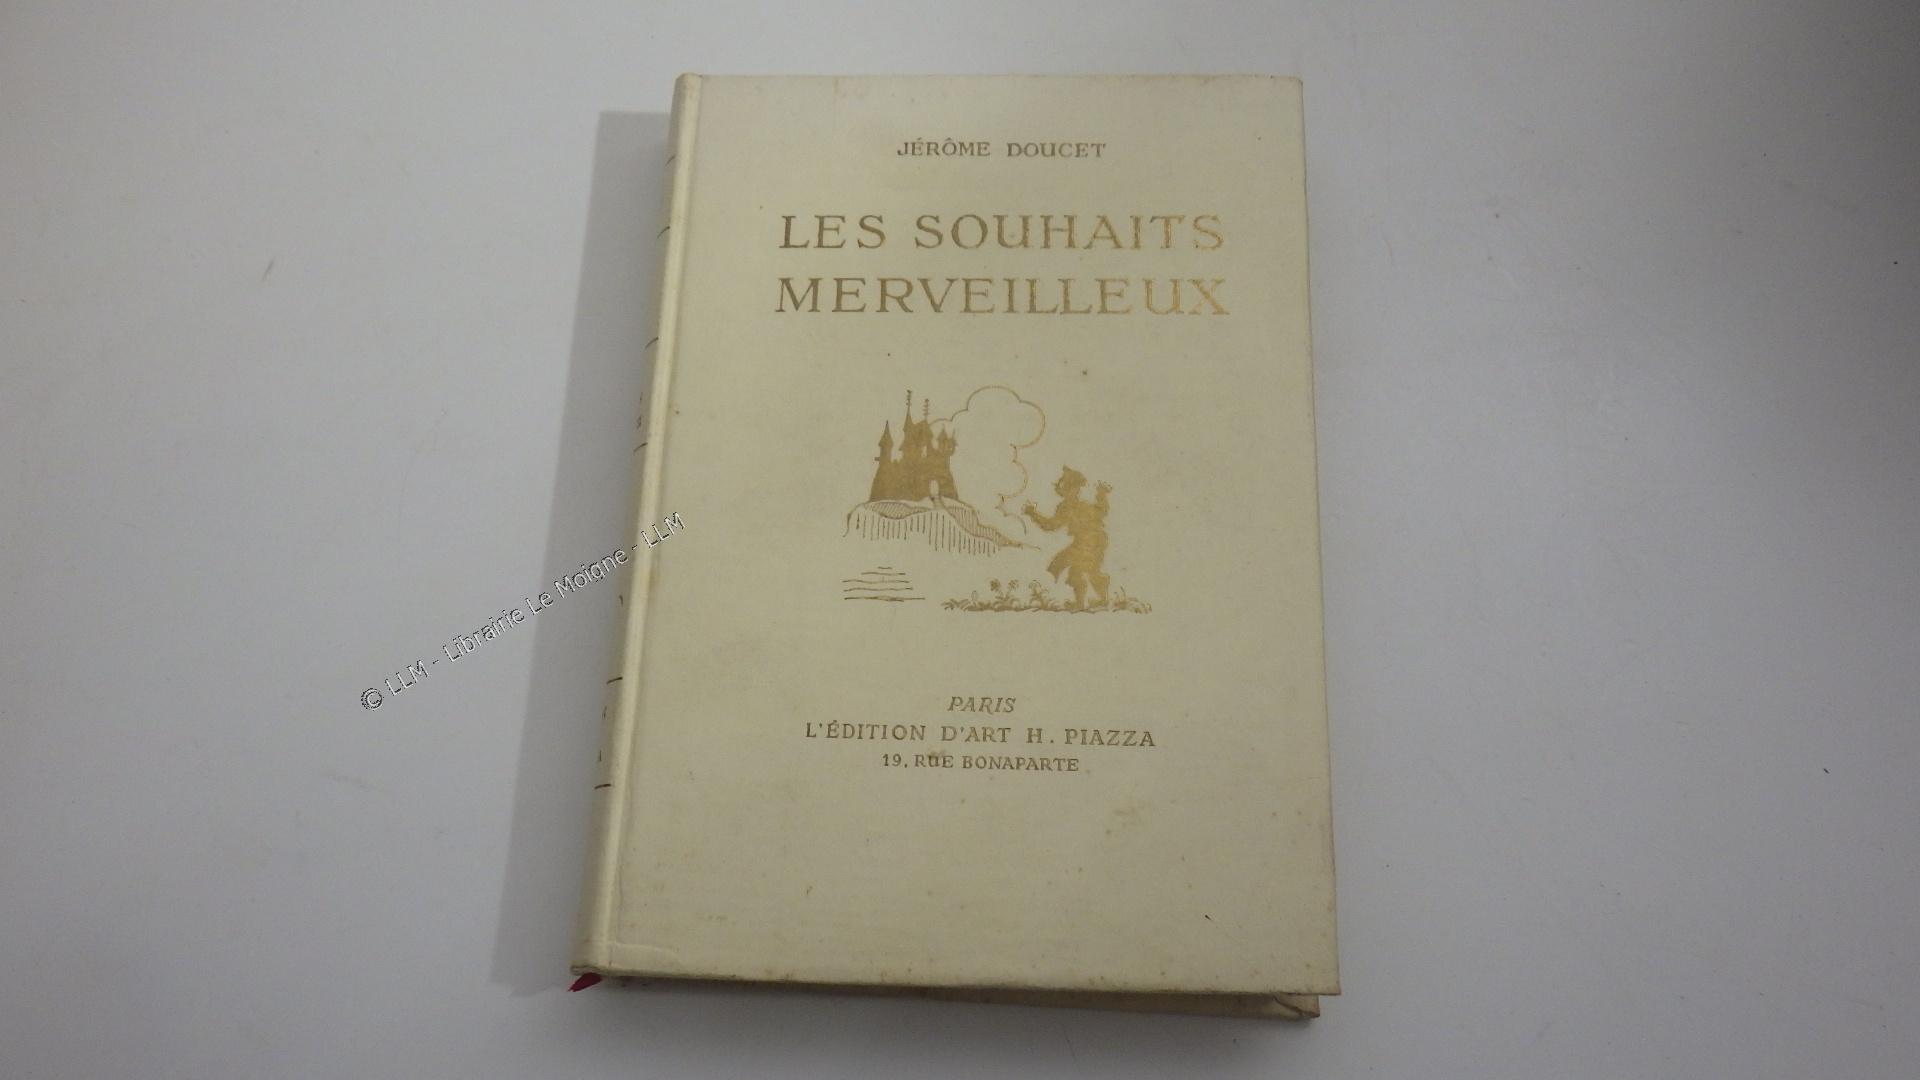 JÉRÔME DOUCET
LES SOUHAITS
MERVEILLEUX
PARIS
L'ÉDITION D'ART H. PIAZZA
19, RUE BONAPARTE
© LLM - Librairie Le Moigne - LLM